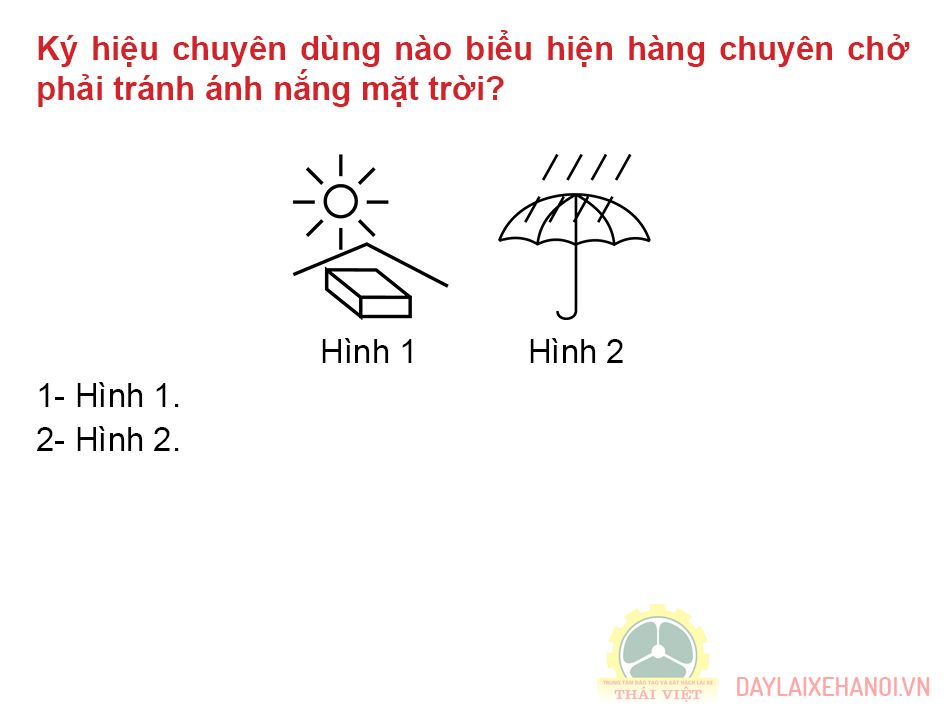 Ký hiệu chuyên dùng nào biểu hiện hàng chuyên chở
phải tránh ánh nắng mặt trời?
Hình 1 Hình 2
1- Hình 1.
2- Hình 2.
TRUNG TÂM ĐÀO TẠO VÀ SÁT HẠCH LÁI XE
THÁI VIỆT
DAYLAIXEHANOI.VN